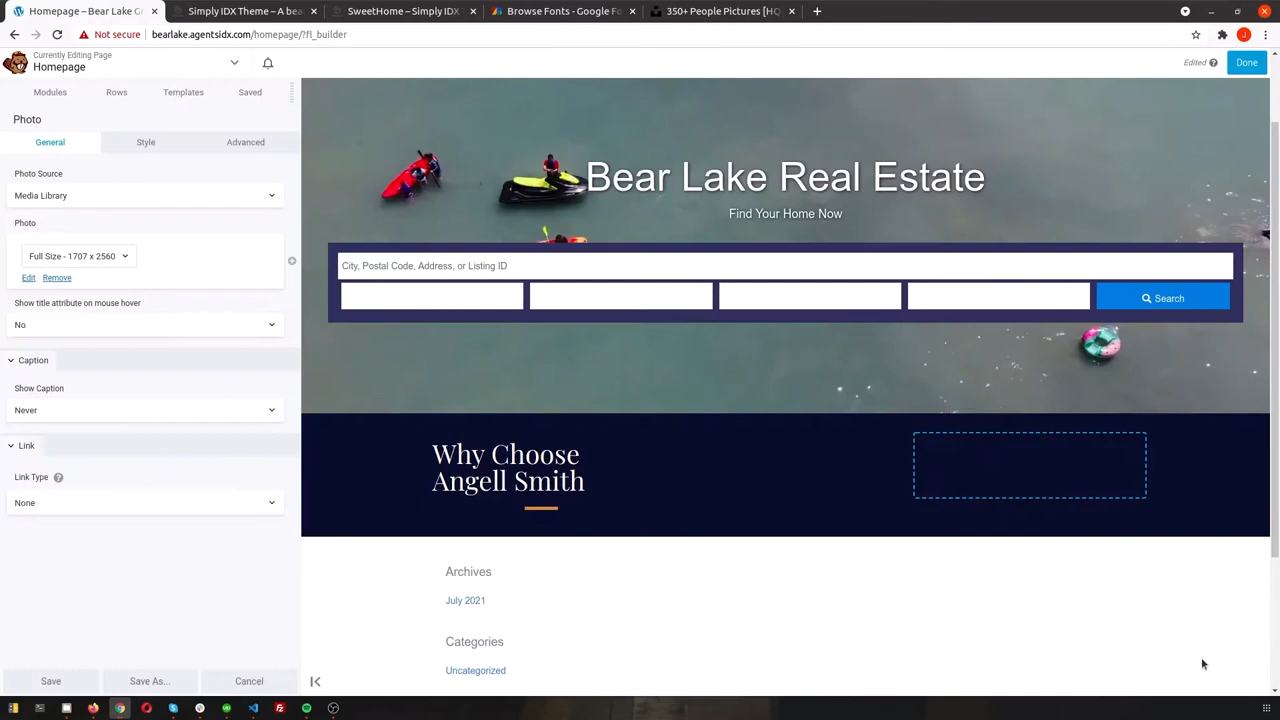 Homepage – Bear Lake Gr
Simply IDX Theme – A bea
SweetHome – Simply IDX T
Browse Fonts - Google Fo
350+ People Pictures [HQ
Not secure
bearlake.agentsidx.com/homepage/?fl_builder
J
Currently Editing Page
Homepage
Edited
Done
Modules
Rows
Templates
Saved
Photo
General
Style
Advanced
Photo Source
Media Library
Photo
Full Size - 1707 x 2560
Edit
Remove
Show title attribute on mouse hover
No
Caption
Show Caption
Never
Link
Link Type
None
Save
Save As...
Cancel
Bear Lake Real Estate
Find Your Home Now
City, Postal Code, Address, or Listing ID
Search
Why Choose
Angell Smith
Archives
July 2021
Categories
Uncategorized